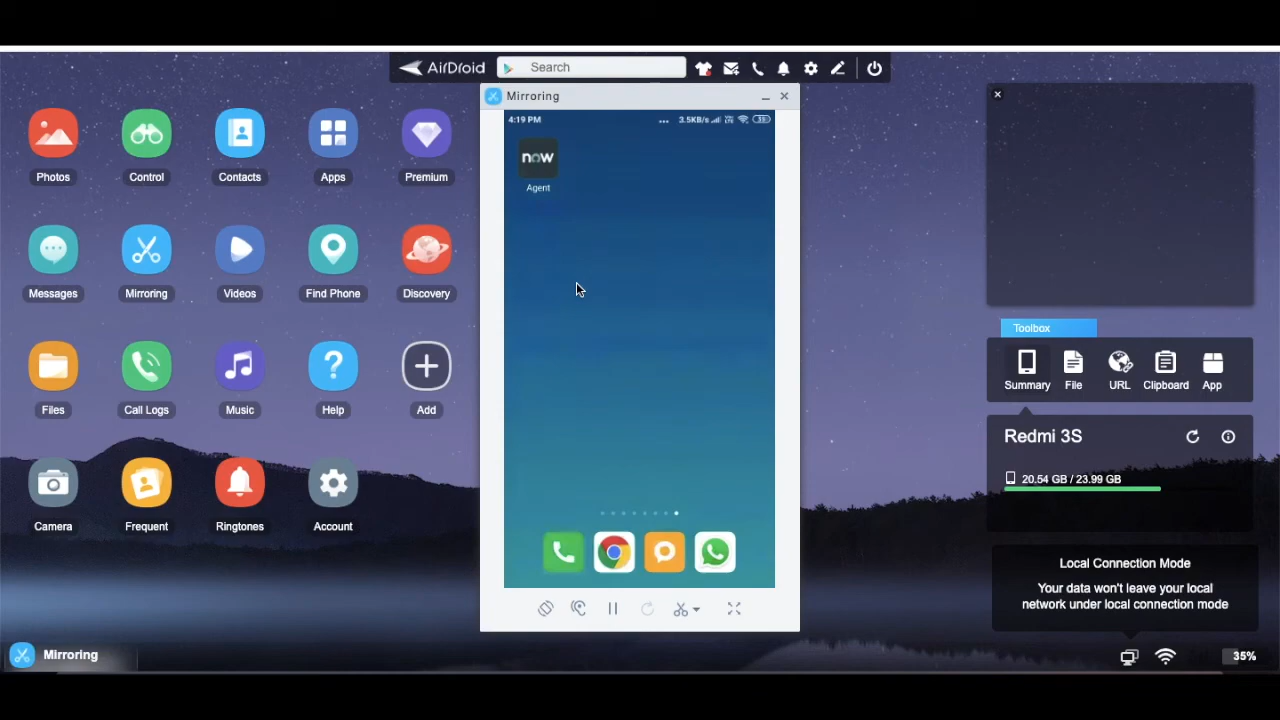 AirDroid
Search
Mirroring
4:19 PM
3.5KB/s
now
Agent
Photos
Control
Contacts
Apps
Premium
Messages
Mirroring
Videos
Find Phone
Discovery
Files
Call Logs
Music
Help
Add
Camera
Frequent
Ringtones
Account
Toolbox
Summary
File
URL
Clipboard
App
Redmi 3S
20.54 GB / 23.99 GB
Local Connection Mode
Your data won't leave your local
network under local connection mode
Mirroring
35%